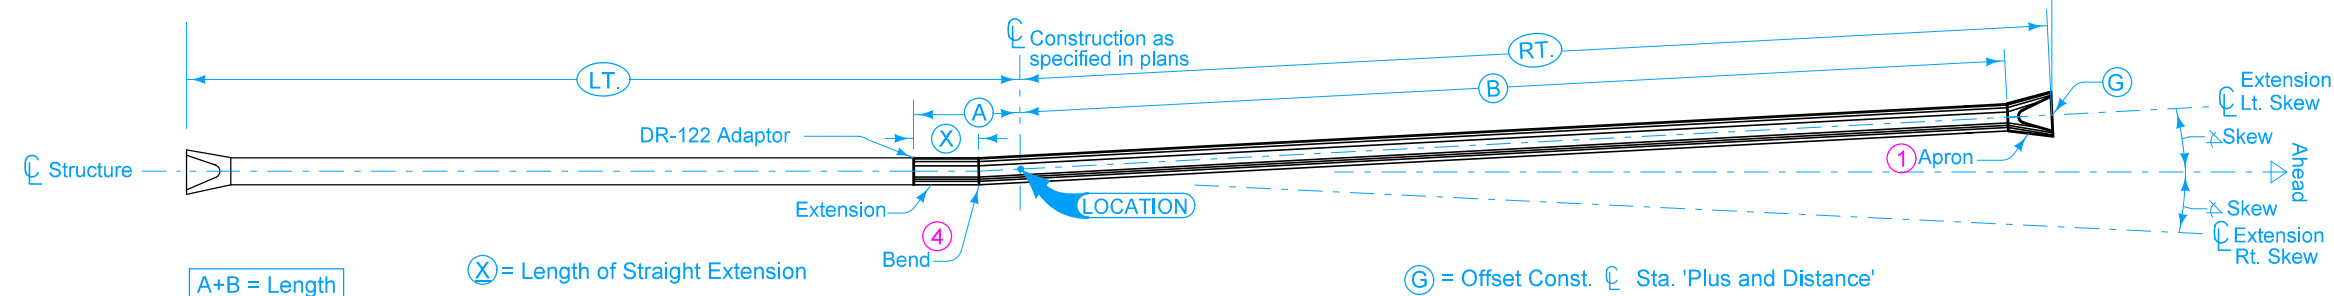 ℄ Construction as
specified in plans
LT.
RT.
A
B
G
Extension
℄ Lt. Skew
DR-122 Adaptor
X
Skew
℄ Structure
1 Apron
Ahead
Extension
LOCATION
Skew
4
Bend
℄ Extension
Rt. Skew
A+B = Length
X = Length of Straight Extension
G = Offset Const. ℄ Sta. 'Plus and Distance'